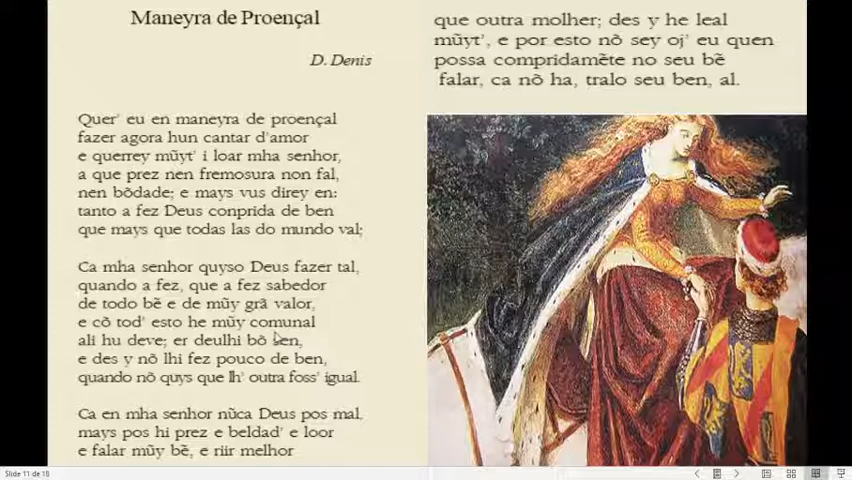 Maneyra de Proençal
D. Denis
Quer' eu en maneyra de proençal
fazer agora hun cantar d'amor
e querrey mũyt' i loar mha senhor,
a que prez nen fremosura non fal,
nen bõdade; e mays vus direy en:
tanto a fez Deus conprida de ben
que mays que todas las do mundo val;
Ca mha senhor quyso Deus fazer tal,
quando a fez, que a fez sabedor
de todo bẽ e de mũy grã valor,
e cõ tod' esto he mũy comunal
ali hu deve; er deulhi bõ sen,
e des y nõ lhi fez pouco de ben,
quando nõ quys que lh' outra foss' igual.
Ca en mha senhor nũca Deus pos mal,
mays pos hi prez e beldad' e loor
e falar mũy bẽ, e riir melhor
que outra molher; des y he leal
mũyt', e por esto nõ sey oj' eu quen
possa compridamẽte no seu bẽ
falar, ca nõ ha, tralo seu ben, al.
Slide 11 de 18